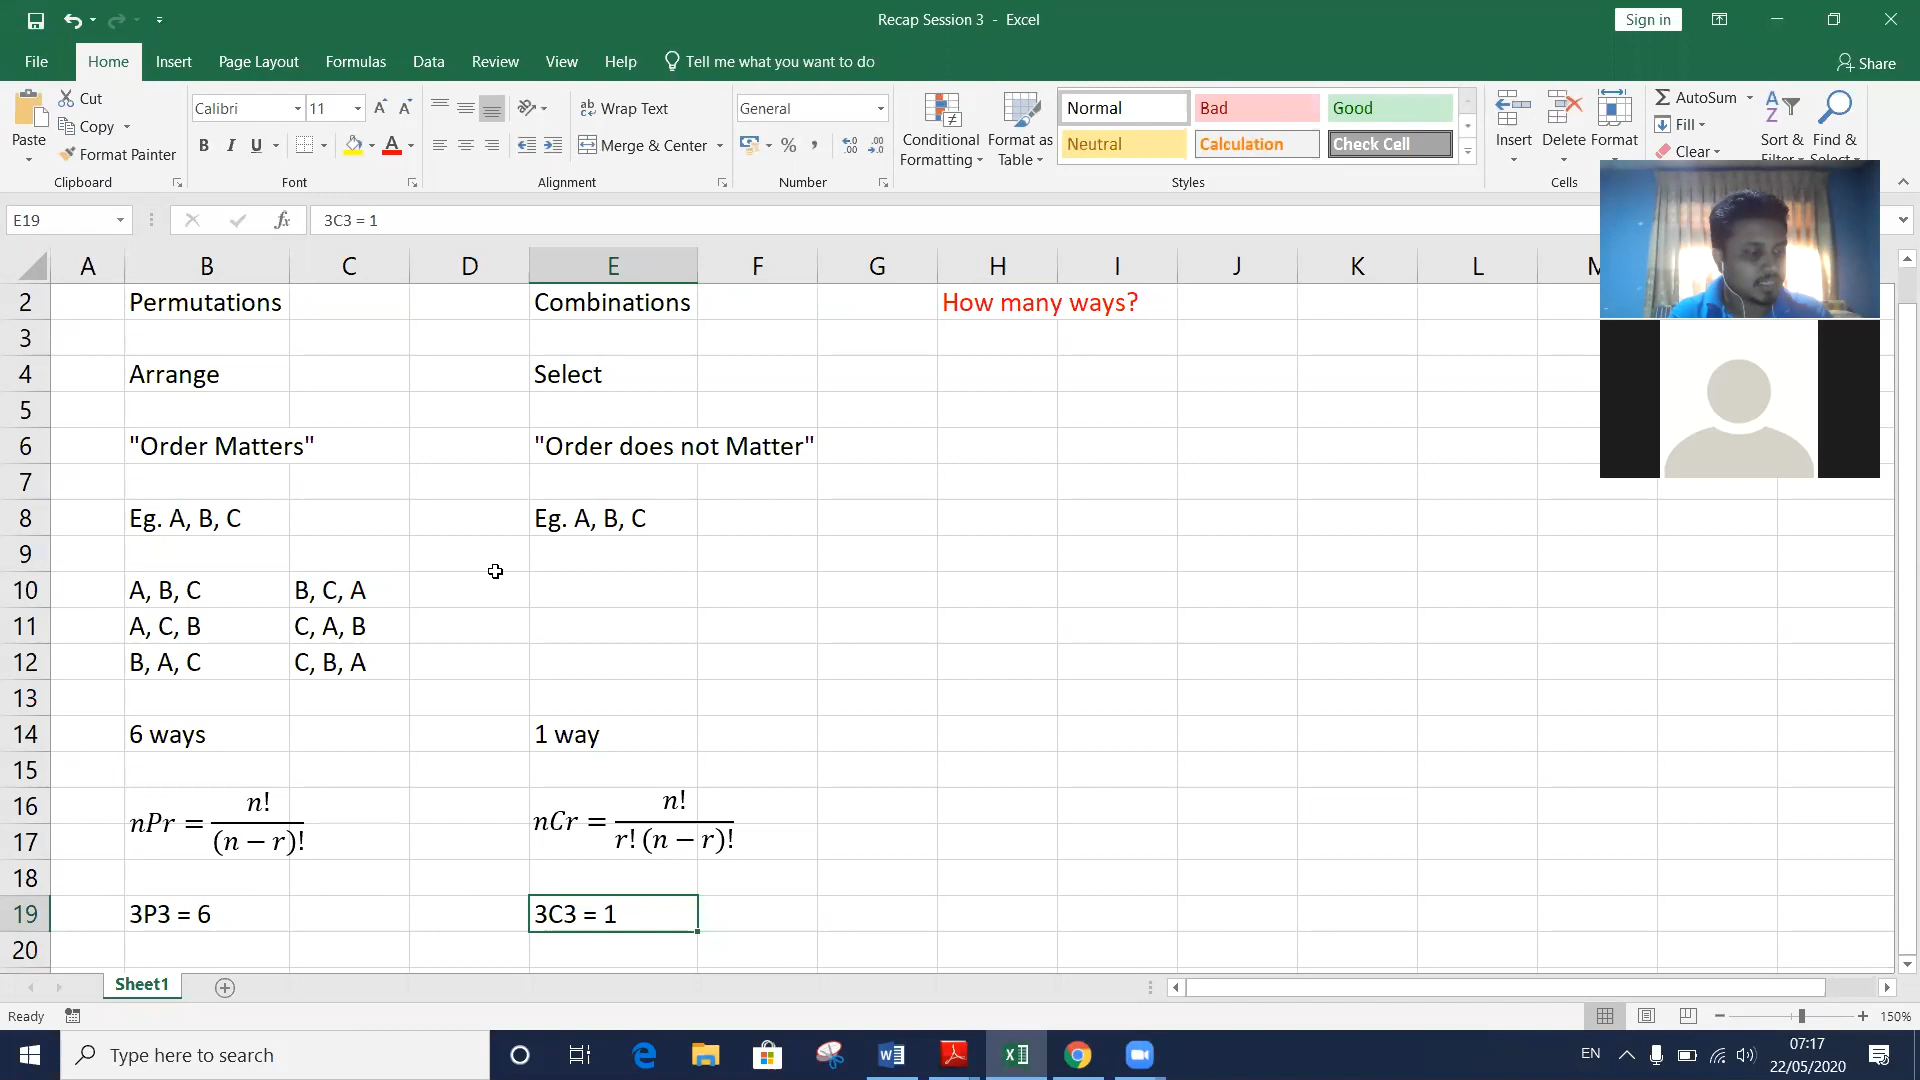 Recap Session 3 - Excel
Sign in
File Home Insert Page Layout Formulas Data Review View Help Tell me what you want to do Share
Paste
Cut
Copy
Format Painter
Clipboard
Calibri 11
B I U
A A
Font
Wrap Text
Merge & Center
Alignment
General
%
Number
Conditional Formatting
Format as Table
Normal Bad Good
Neutral Calculation Check Cell
Styles
Insert Delete Format
Cells
AutoSum
Fill
Clear
Sort &
Find &
E19
fx
3C3 = 1
A B C D E F G H I J K L
2 Permutations Combinations How many ways?
3
4 Arrange Select
5
6 "Order Matters" "Order does not Matter"
7
8 Eg. A, B, C Eg. A, B, C
9
10 A, B, C B, C, A
11 A, C, B C, A, B
12 B, A, C C, B, A
13
14 6 ways 1 way
15
16
17
nPr = n! / (n − r)!
nCr = n! / r! (n − r)!
18
19 3P3 = 6 3C3 = 1
20
Sheet1
Ready
150%
Type here to search
EN
07:17
22/05/2020